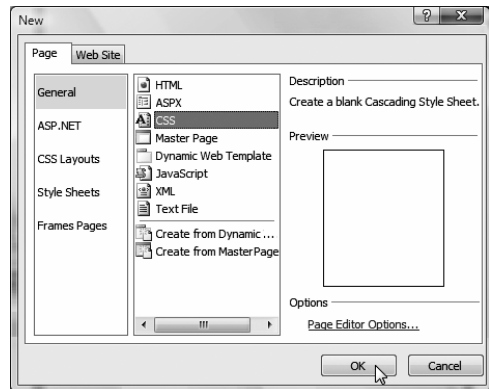 New
Page
Web Site
General
ASP.NET
CSS Layouts
Style Sheets
Frames Pages
HTML
ASPX
CSS
Master Page
Dynamic Web Template
JavaScript
XML
Text File
Create from Dynamic ...
Create from MasterPage
Description
Create a blank Cascading Style Sheet.
Preview
Options
Page Editor Options...
OK
Cancel